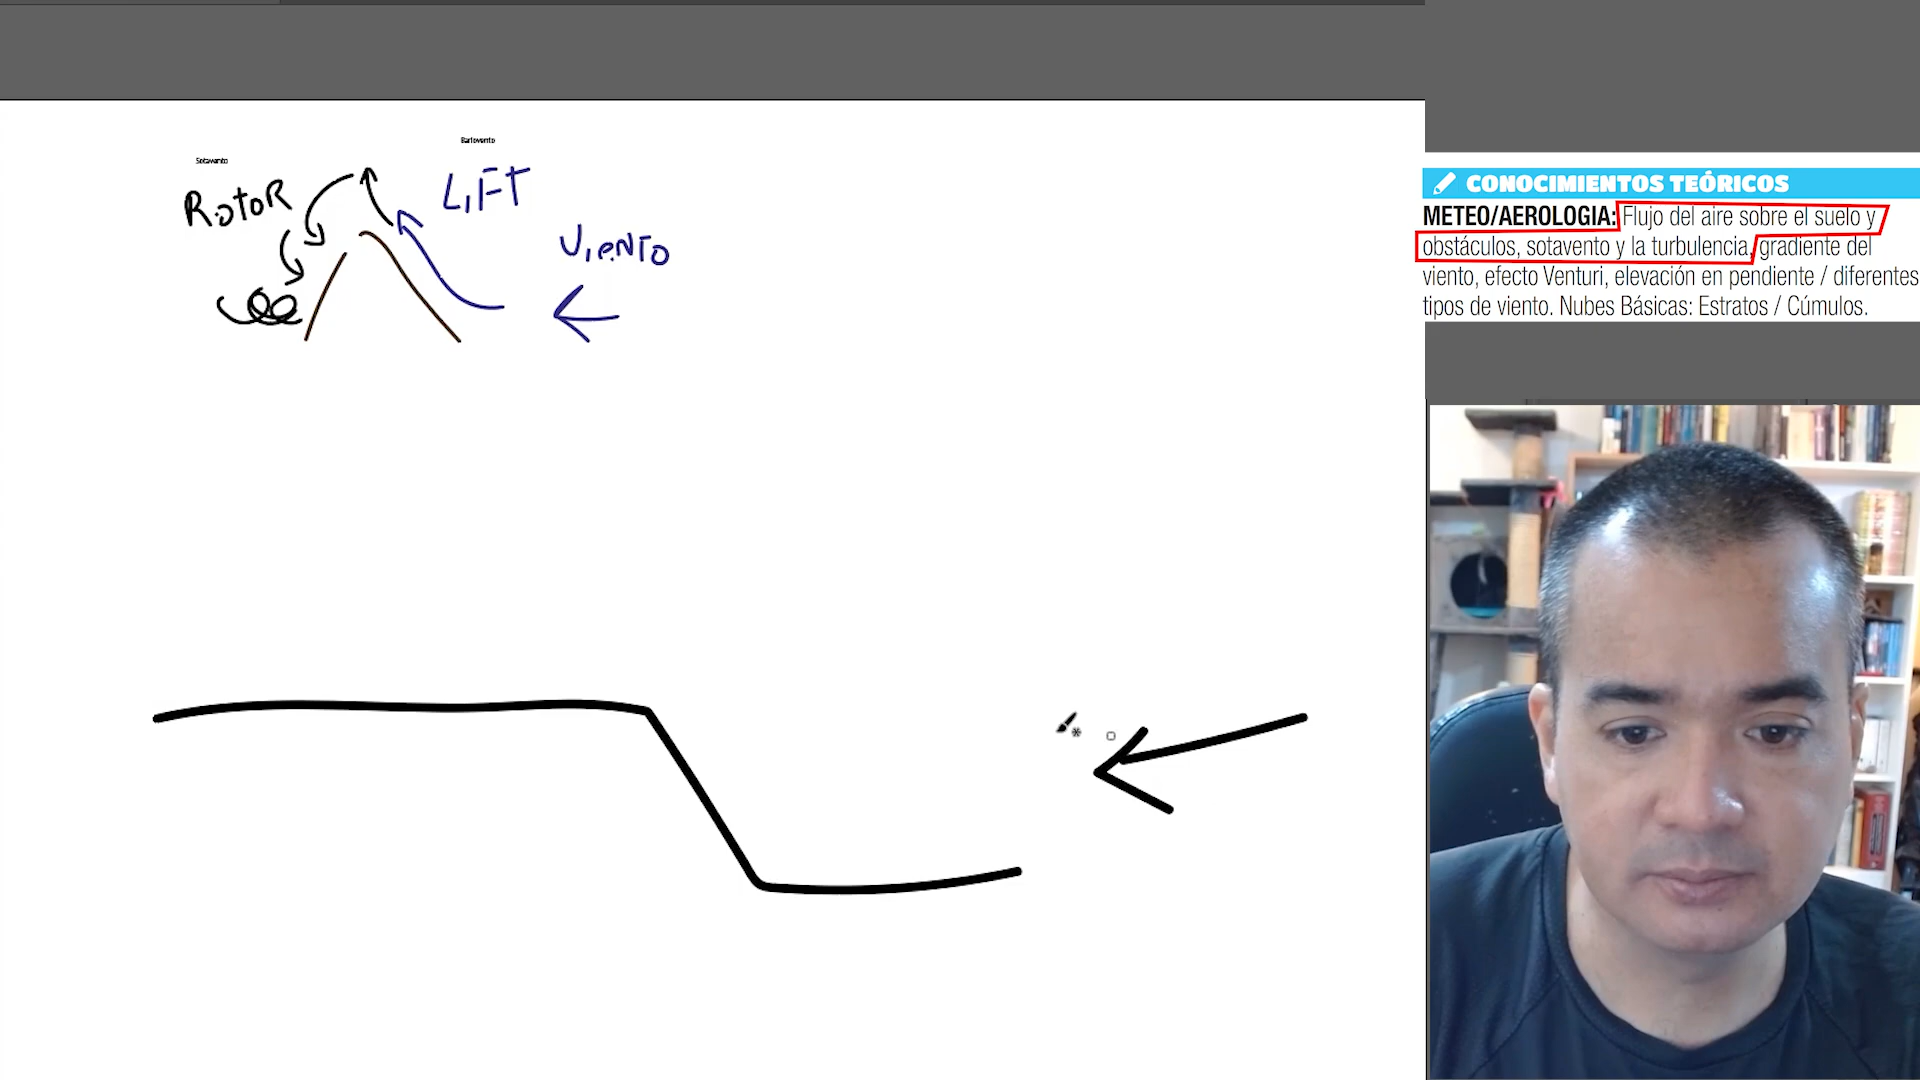 Barlovento
Sotavento
LIFT
ROTOR
VIENTO
CONOCIMIENTOS TEÓRICOS
METEO/AEROLOGIA: Flujo del aire sobre el suelo y
obstáculos, sotavento y la turbulencia, gradiente del
viento, efecto Venturi, elevación en pendiente / diferentes
tipos de viento. Nubes Básicas: Estratos / Cúmulos.